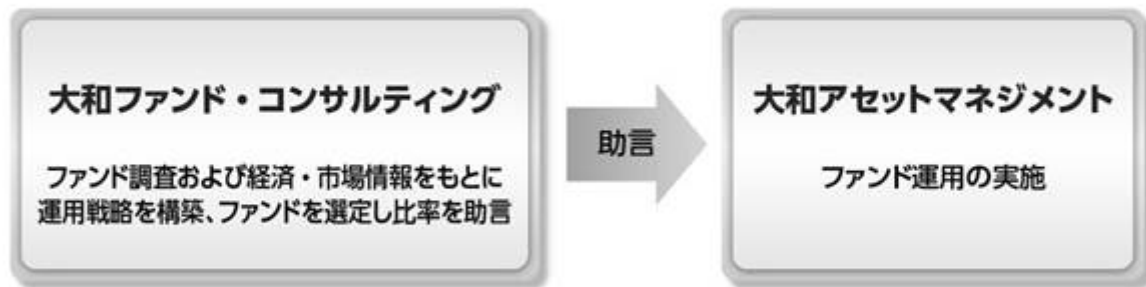 大和ファンド・コンサルティング
ファンド調査および経済・市場情報をもとに
運用戦略を構築、ファンドを選定し比率を助言
助言
大和アセットマネジメント
ファンド運用の実施